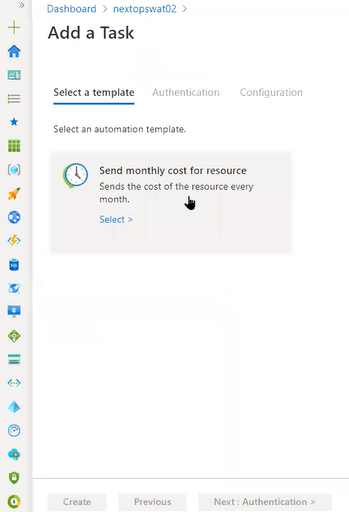 »
Dashboard > nextopswat02 >
Add a Task
Select a template Authentication Configuration
Select an automation template.
Send monthly cost for resource
Sends the cost of the resource every
month.
Select >
Create Previous Next : Authentication >